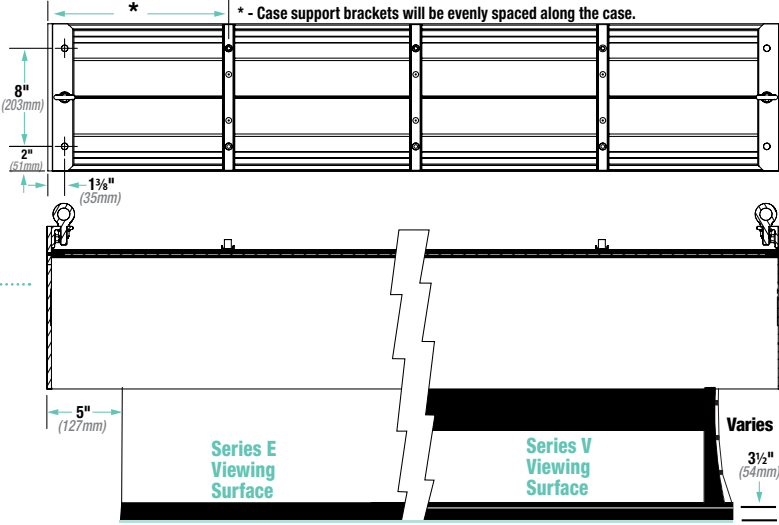 *
* - Case support brackets will be evenly spaced along the case.
8"
(203mm)
2"
(51mm)
1⅜"
(35mm)
5"
(127mm)
Series E
Viewing
Surface
Series V
Viewing
Surface
Varies
3½"
(54mm)